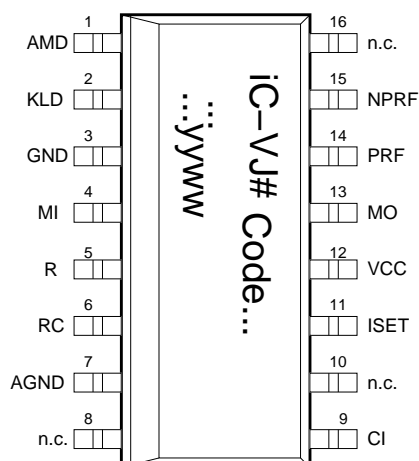 1 16
AMD n.c.
2 15
KLD NPRF
3 14
GND PRF
4 13
MI MO
5 12
R VCC
6 11
RC ISET
7 10
AGND n.c.
8 9
n.c. CI
iC–VJ# Code...
...
...yyww